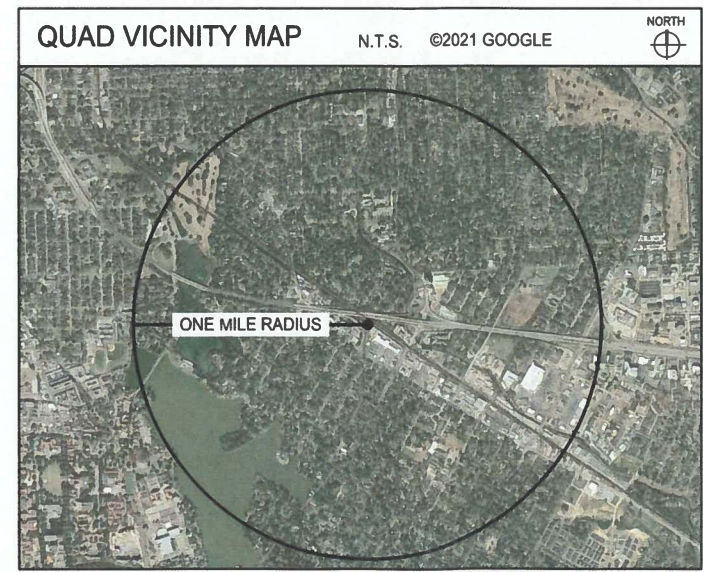 QUAD VICINITY MAP N.T.S. ©2021 GOOGLE NORTH
ONE MILE RADIUS